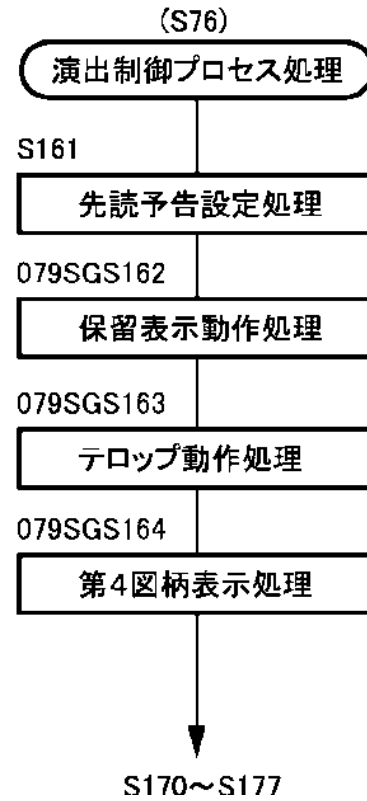 (S76)
演出制御プロセス処理
S161
先読予告設定処理
079SGS162
保留表示動作処理
079SGS163
テロップ動作処理
079SGS164
第4図柄表示処理
S170～S177